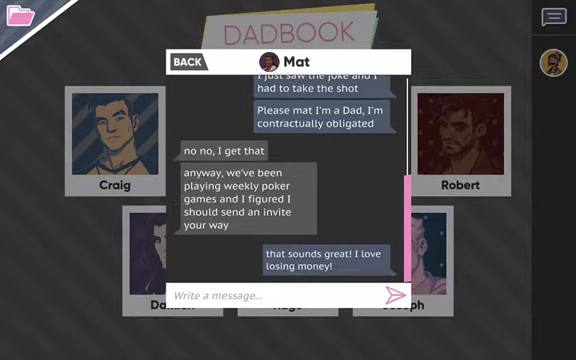 DADBOOK
BACK
Mat
I just saw the joke and I
had to take the shot
Please mat I'm a Dad, I'm
contractually obligated
no no, I get that
anyway, we've been
playing weekly poker
games and I figured I
should send an invite
your way
that sounds great! I love
losing money!
Write a message...
Craig
Robert